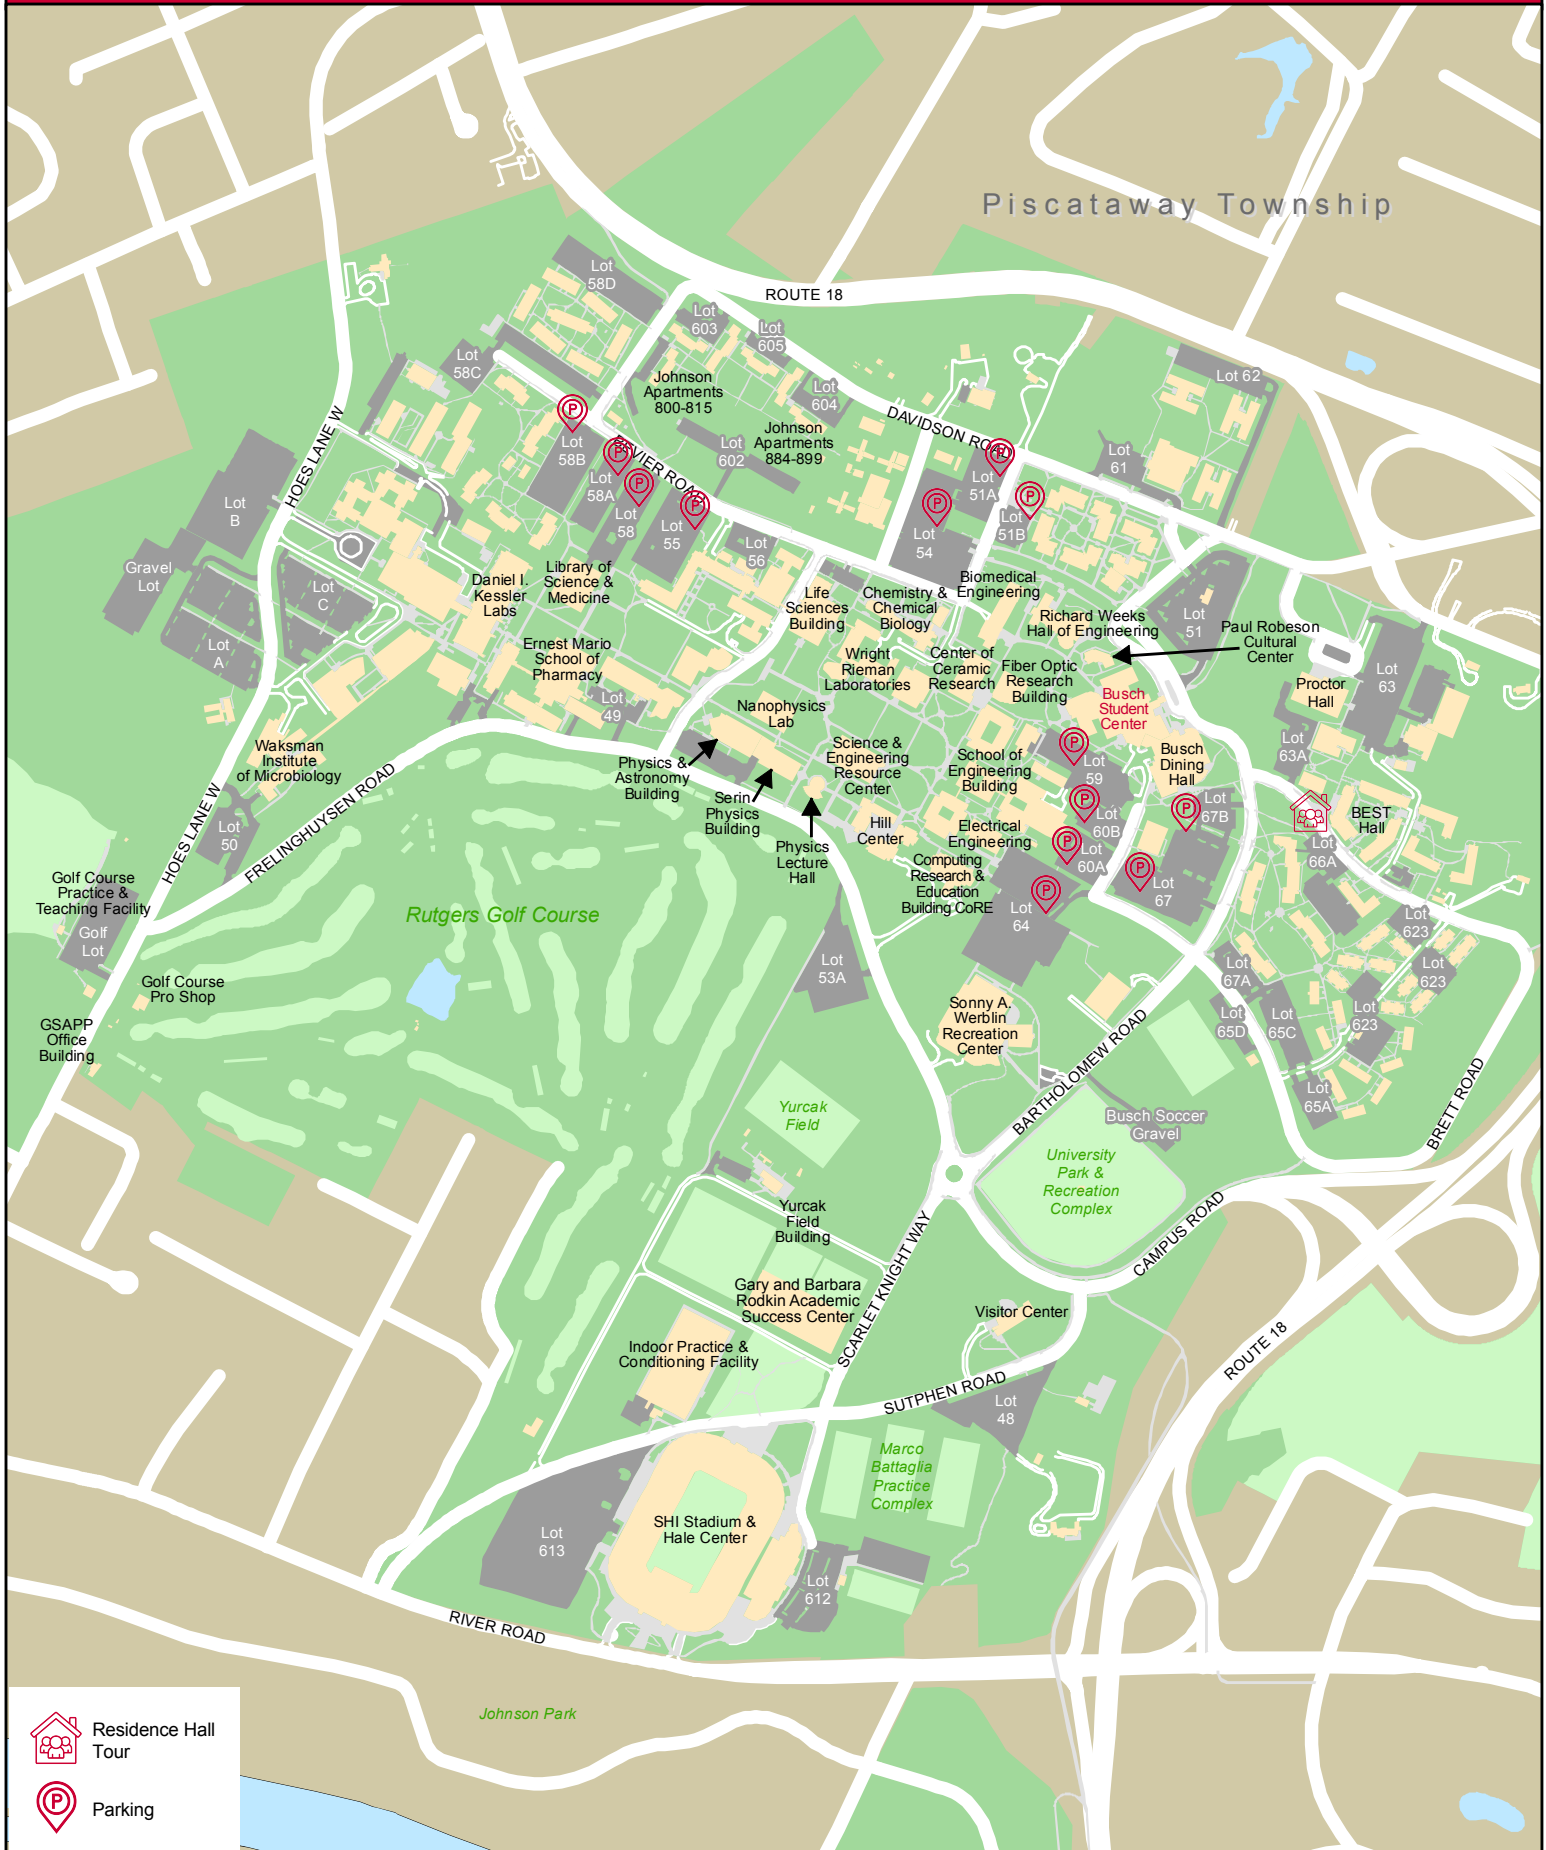 Piscataway Township
ROUTE 18
Lot
58D
Lot
603
Lot
605
Lot
58C
Lot
604
Lot 62
Johnson
Apartments
800-815
HOES LANE W
DAVIDSON ROAD
Johnson
Apartments
884-899
Lot
58B
BEVIER ROAD
Lot
602
Lot
61
Lot
58A
Lot
51A
Lot
B
Lot
58
Lot
55
Lot
56
Lot
54
Lot
51B
Gravel
Lot
Lot
C
Daniel I.
Kessler
Labs
Library of
Science &
Medicine
Life
Sciences
Building
Chemistry &
Chemical
Biology
Biomedical
Engineering
Richard Weeks
Hall of Engineering
Lot
51
Paul Robeson
Cultural
Center
Lot
A
Ernest Mario
School of
Pharmacy
Wright
Rieman
Laboratories
Center of
Ceramic
Research
Fiber Optic
Research
Building
Lot
63
Proctor
Hall
Lot
49
Nanophysics
Lab
Busch
Student
Center
Waksman
Institute
of Microbiology
Physics &
Astronomy
Building
Science &
Engineering
Resource
Center
School of
Engineering
Building
Lot
59
Busch
Dining
Hall
Lot
63A
Serin
Physics
Building
Lot
60B
Lot
67B
BEST
Hall
HOES LANE W
Lot
50
FRELINGHUYSEN ROAD
Physics
Lecture
Hall
Hill
Center
Electrical
Engineering
Lot
60A
Lot
66A
Computing
Research &
Education
Building CoRE
Golf Course
Practice &
Teaching Facility
Rutgers Golf Course
Lot
64
Lot
67
Lot
623
Golf
Lot
Lot
53A
Lot
67A
Lot
623
Golf Course
Pro Shop
Sonny A.
Werblin
Recreation
Center
Lot
65D
Lot
65C
Lot
623
GSAPP
Office
Building
BARTHOLOMEW ROAD
Lot
65A
BRETT ROAD
Yurcak
Field
Busch Soccer
Gravel
University
Park &
Recreation
Complex
Yurcak
Field
Building
SCARLET KNIGHT WAY
CAMPUS ROAD
Gary and Barbara
Rodkin Academic
Success Center
Visitor Center
Indoor Practice &
Conditioning Facility
ROUTE 18
SUTPHEN ROAD
Lot
48
Marco
Battaglia
Practice
Complex
SHI Stadium &
Hale Center
Lot
613
Lot
612
RIVER ROAD
Johnson Park
Residence Hall
Tour
P
Parking
P
P
P
P
P
P
P
P
P
P
P
P
P